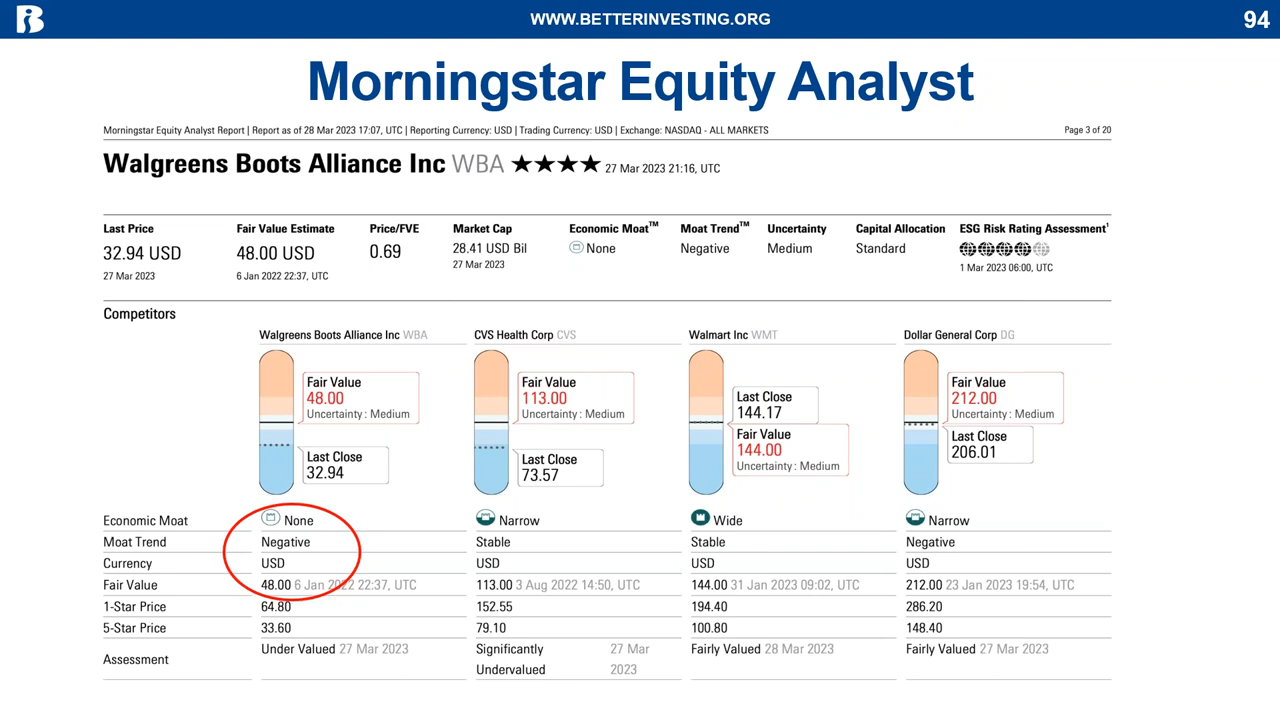 WWW.BETTERINVESTING.ORG
94
Morningstar Equity Analyst
Morningstar Equity Analyst Report | Report as of 28 Mar 2023 17:07, UTC | Reporting Currency: USD | Trading Currency: USD | Exchange: NASDAQ - ALL MARKETS
Page 3 of 20
Walgreens Boots Alliance Inc WBA ★★★★ 27 Mar 2023 21:16, UTC
Last Price Fair Value Estimate Price/FVE Market Cap Economic Moat™ Moat Trend™ Uncertainty Capital Allocation ESG Risk Rating Assessment¹
32.94 USD 48.00 USD 0.69 28.41 USD Bil None Negative Medium Standard
27 Mar 2023 6 Jan 2022 22:37, UTC 27 Mar 2023 1 Mar 2023 06:00, UTC
Competitors
Walgreens Boots Alliance Inc WBA CVS Health Corp CVS Walmart Inc WMT Dollar General Corp DG
Fair Value
48.00
Uncertainty : Medium
Last Close
32.94
Fair Value
113.00
Uncertainty : Medium
Last Close
73.57
Last Close
144.17
Fair Value
144.00
Uncertainty : Medium
Fair Value
212.00
Uncertainty : Medium
Last Close
206.01
Economic Moat None Narrow Wide Narrow
Moat Trend Negative Stable Stable Negative
Currency USD USD USD USD
Fair Value 48.00 6 Jan 2022 22:37, UTC 113.00 3 Aug 2022 14:50, UTC 144.00 31 Jan 2023 09:02, UTC 212.00 23 Jan 2023 19:54, UTC
1-Star Price 64.80 152.55 194.40 286.20
5-Star Price 33.60 79.10 100.80 148.40
Assessment Under Valued 27 Mar 2023 Significantly Undervalued 27 Mar 2023 Fairly Valued 28 Mar 2023 Fairly Valued 27 Mar 2023